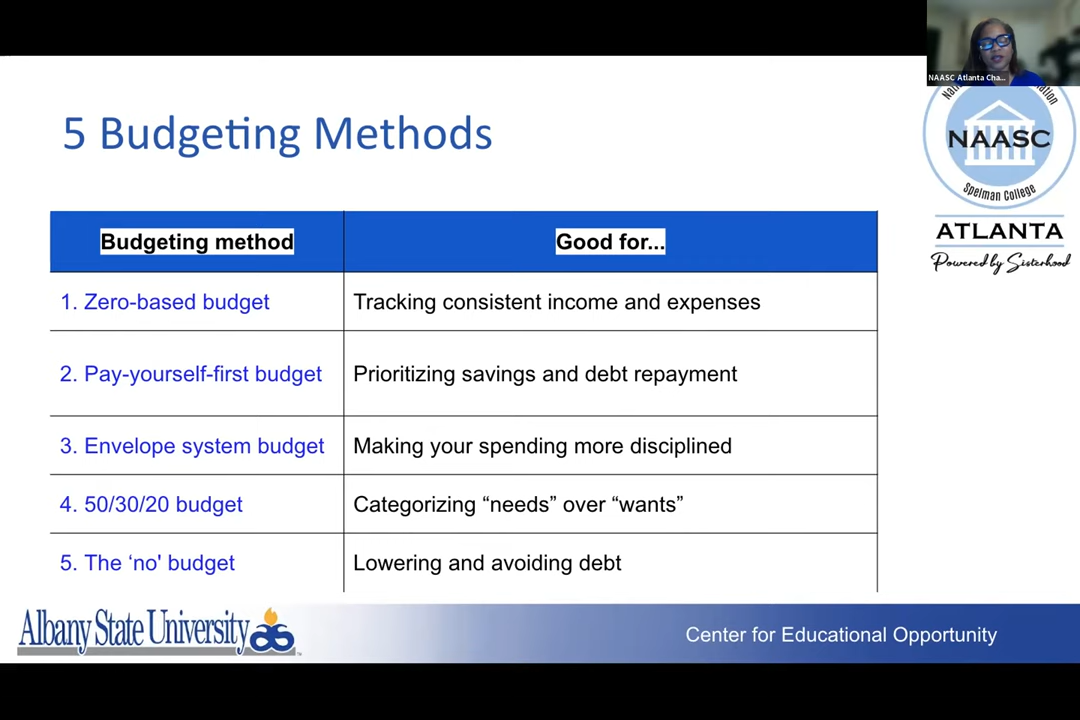 NAASC Atlanta Cha...
5 Budgeting Methods
NAASC
Spelman College
ATLANTA
Powered by Sisterhood
Budgeting method Good for...
1. Zero-based budget Tracking consistent income and expenses
2. Pay-yourself-first budget Prioritizing savings and debt repayment
3. Envelope system budget Making your spending more disciplined
4. 50/30/20 budget Categorizing “needs” over “wants”
5. The ‘no' budget Lowering and avoiding debt
Albany State University
Center for Educational Opportunity